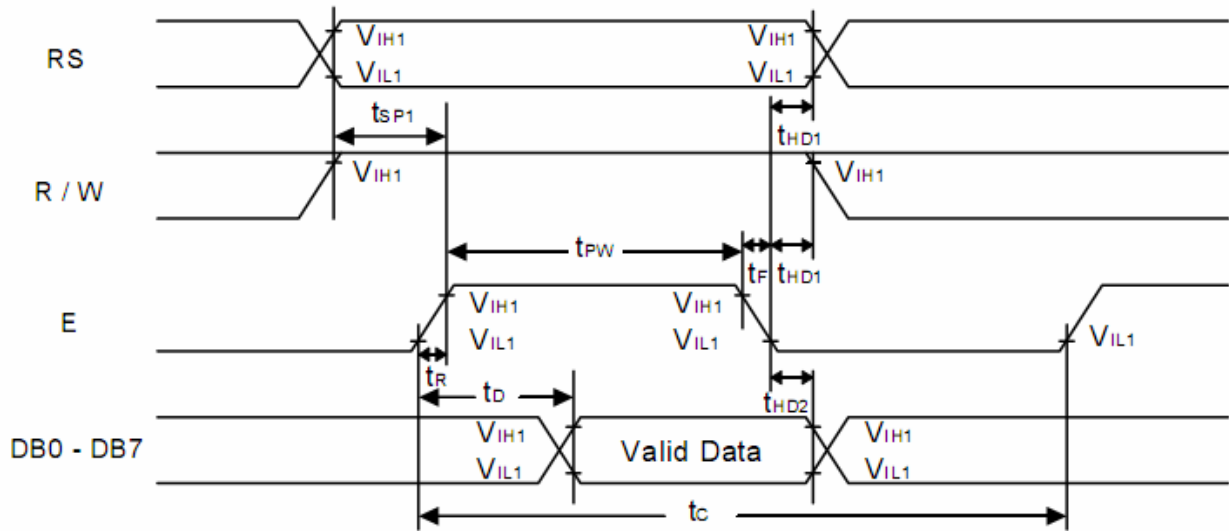 RS
VIH1 VIH1
VIL1 VIL1
tSP1 tHD1
R / W
VIH1 VIH1
tPW
tF tHD1
E
VIH1 VIH1
VIL1 VIL1 VIL1
tR tD tHD2
DB0 - DB7
VIH1 Valid Data VIH1
VIL1 VIL1
tC